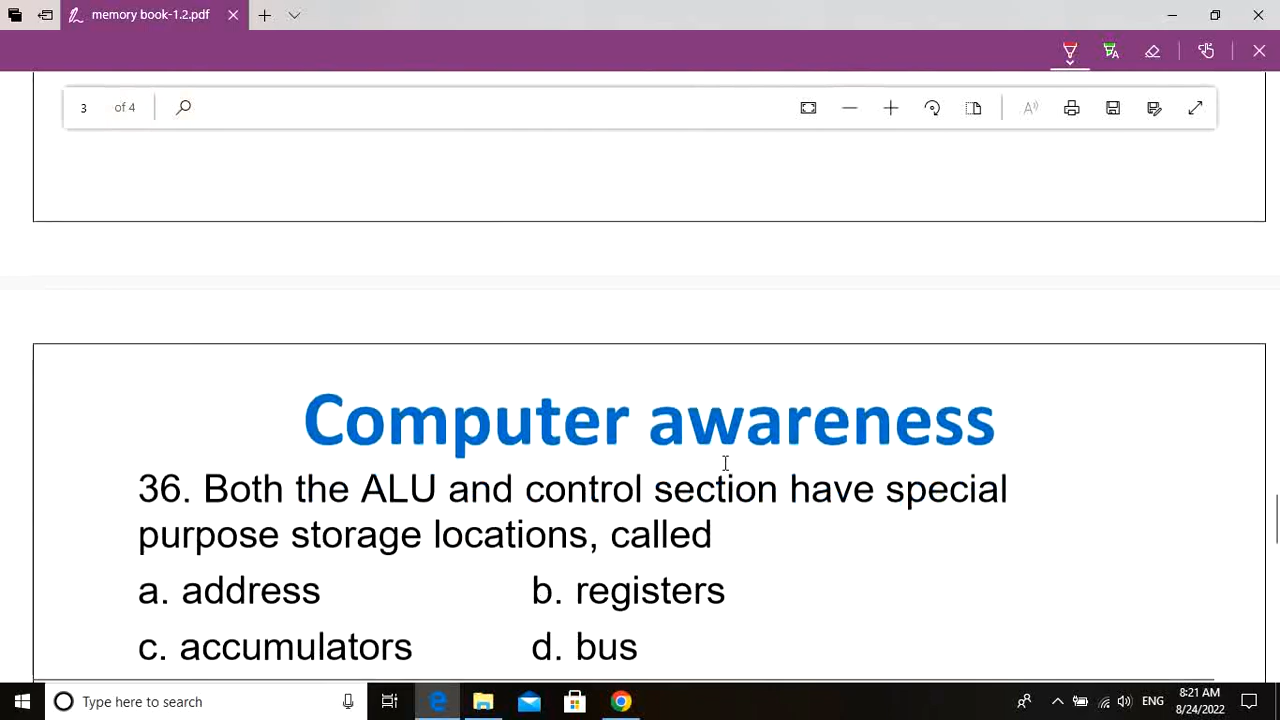 memory book-1.2.pdf
3 of 4
Computer awareness
36. Both the ALU and control section have special
purpose storage locations, called
a. address b. registers
c. accumulators d. bus
Type here to search
ENG
8:21 AM
8/24/2022